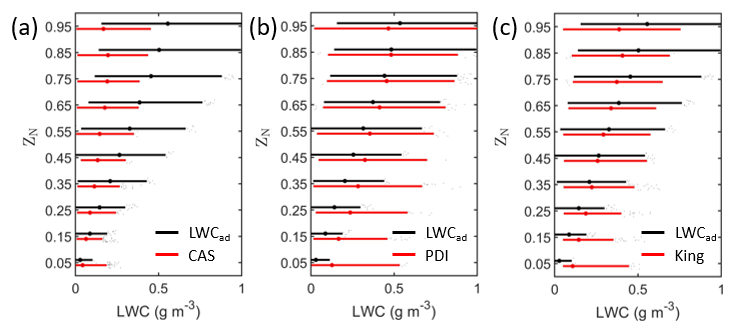 (a)
Z_N
0.95
0.85
0.75
0.65
0.55
0.45
0.35
0.25
0.15
0.05
LWC_ad
CAS
0 0.5 1
LWC (g m^-3)
(b)
Z_N
0.95
0.85
0.75
0.65
0.55
0.45
0.35
0.25
0.15
0.05
LWC_ad
PDI
0 0.5 1
LWC (g m^-3)
(c)
Z_N
0.95
0.85
0.75
0.65
0.55
0.45
0.35
0.25
0.15
0.05
LWC_ad
King
0 0.5 1
LWC (g m^-3)